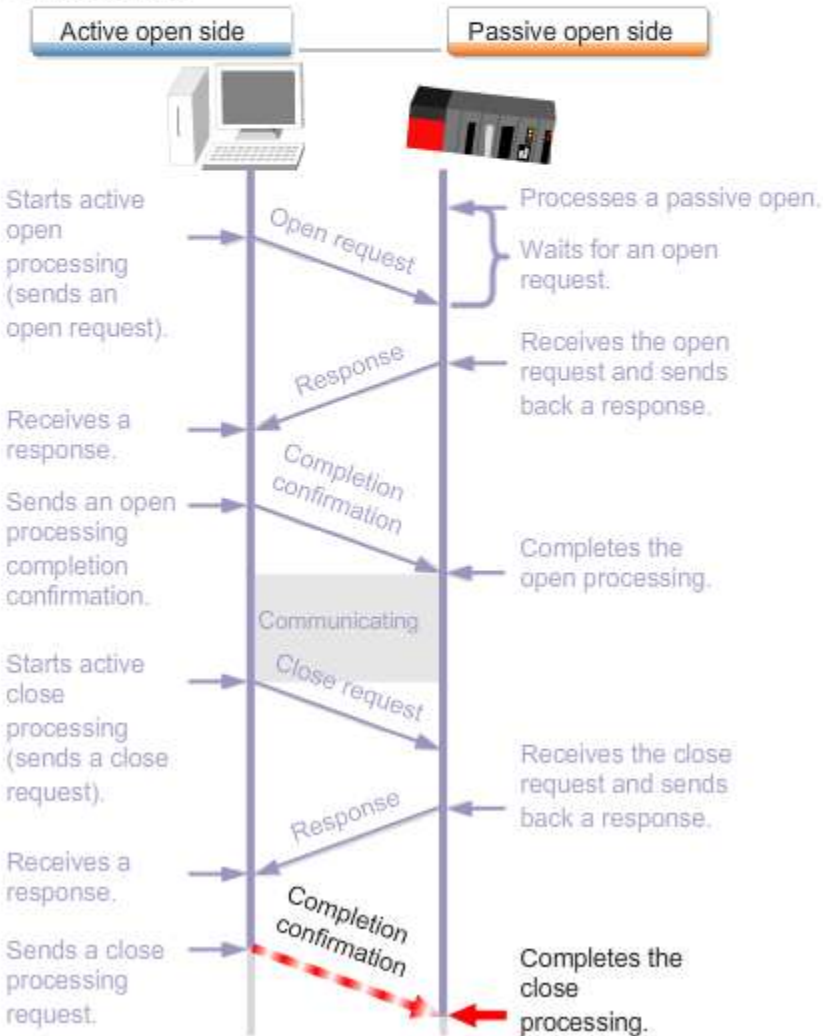 Active open side
Passive open side
Starts active
open
processing
(sends an
open request).
Open request
Processes a passive open.
Waits for an open
request.
Response
Receives the open
request and sends
back a response.
Receives a
response.
Completion
confirmation
Sends an open
processing
completion
confirmation.
Completes the
open processing.
Communicating
Starts active
close
processing
(sends a close
request).
Close request
Receives the close
request and sends
back a response.
Response
Receives a
response.
Completion
confirmation
Sends a close
processing
request.
Completes the
close
processing.